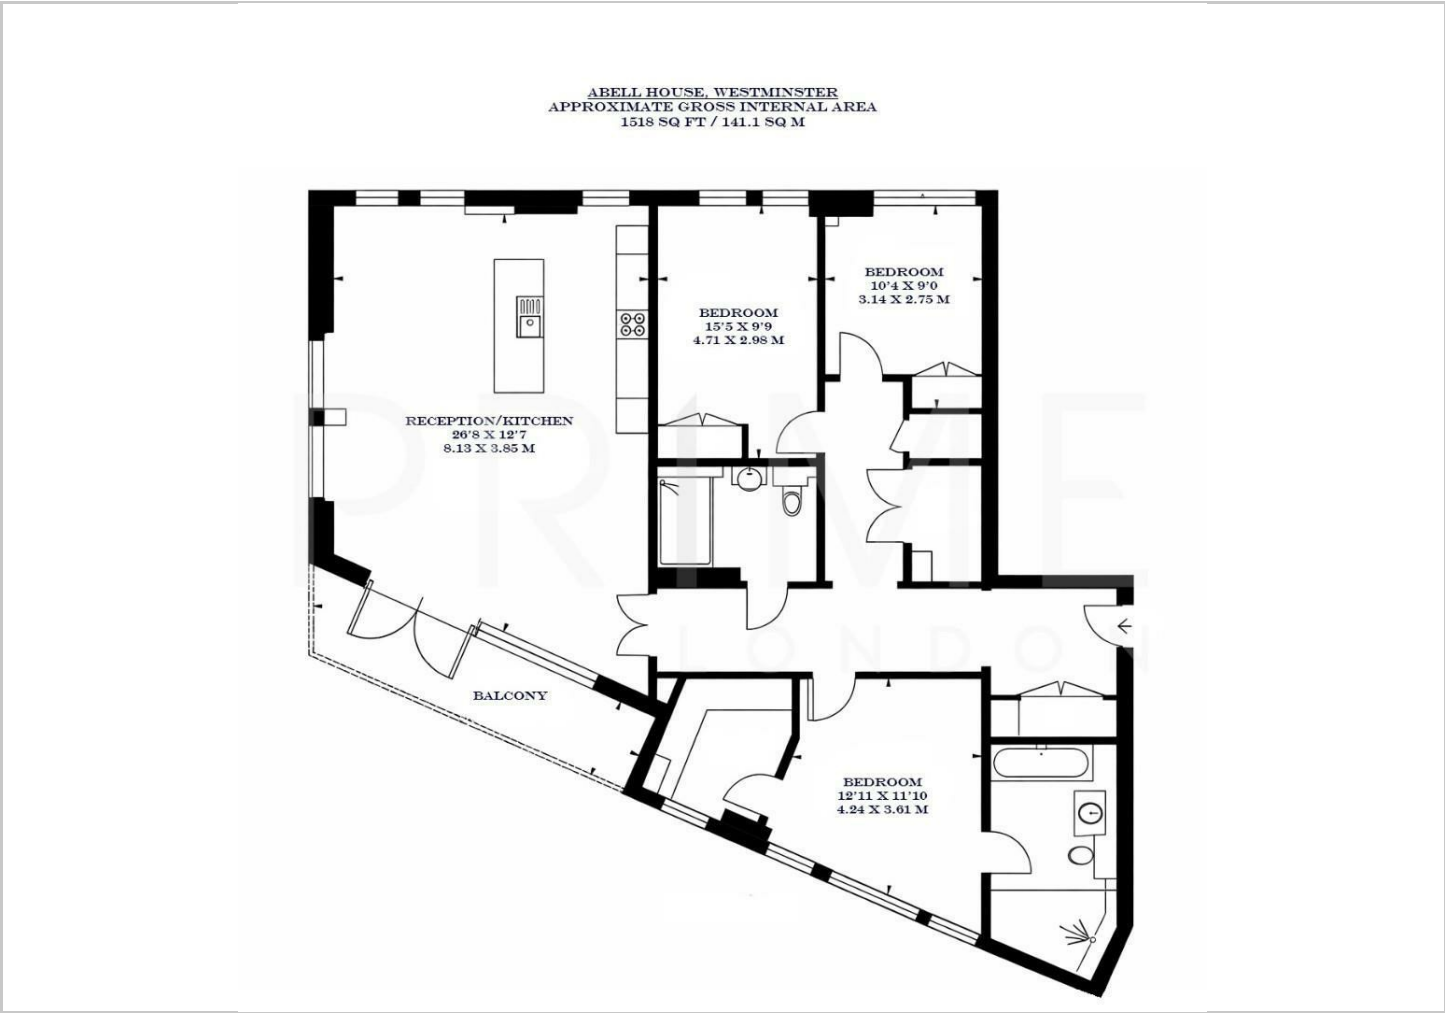 ABELL HOUSE, WESTMINSTER
APPROXIMATE GROSS INTERNAL AREA
1518 SQ FT / 141.1 SQ M
BEDROOM
10'4 X 9'0
3.14 X 2.75 M
BEDROOM
15'5 X 9'9
4.71 X 2.98 M
RECEPTION/KITCHEN
26'8 X 12'7
8.13 X 3.85 M
PRIME
LONDON
BALCONY
BEDROOM
12'11 X 11'10
4.24 X 3.61 M